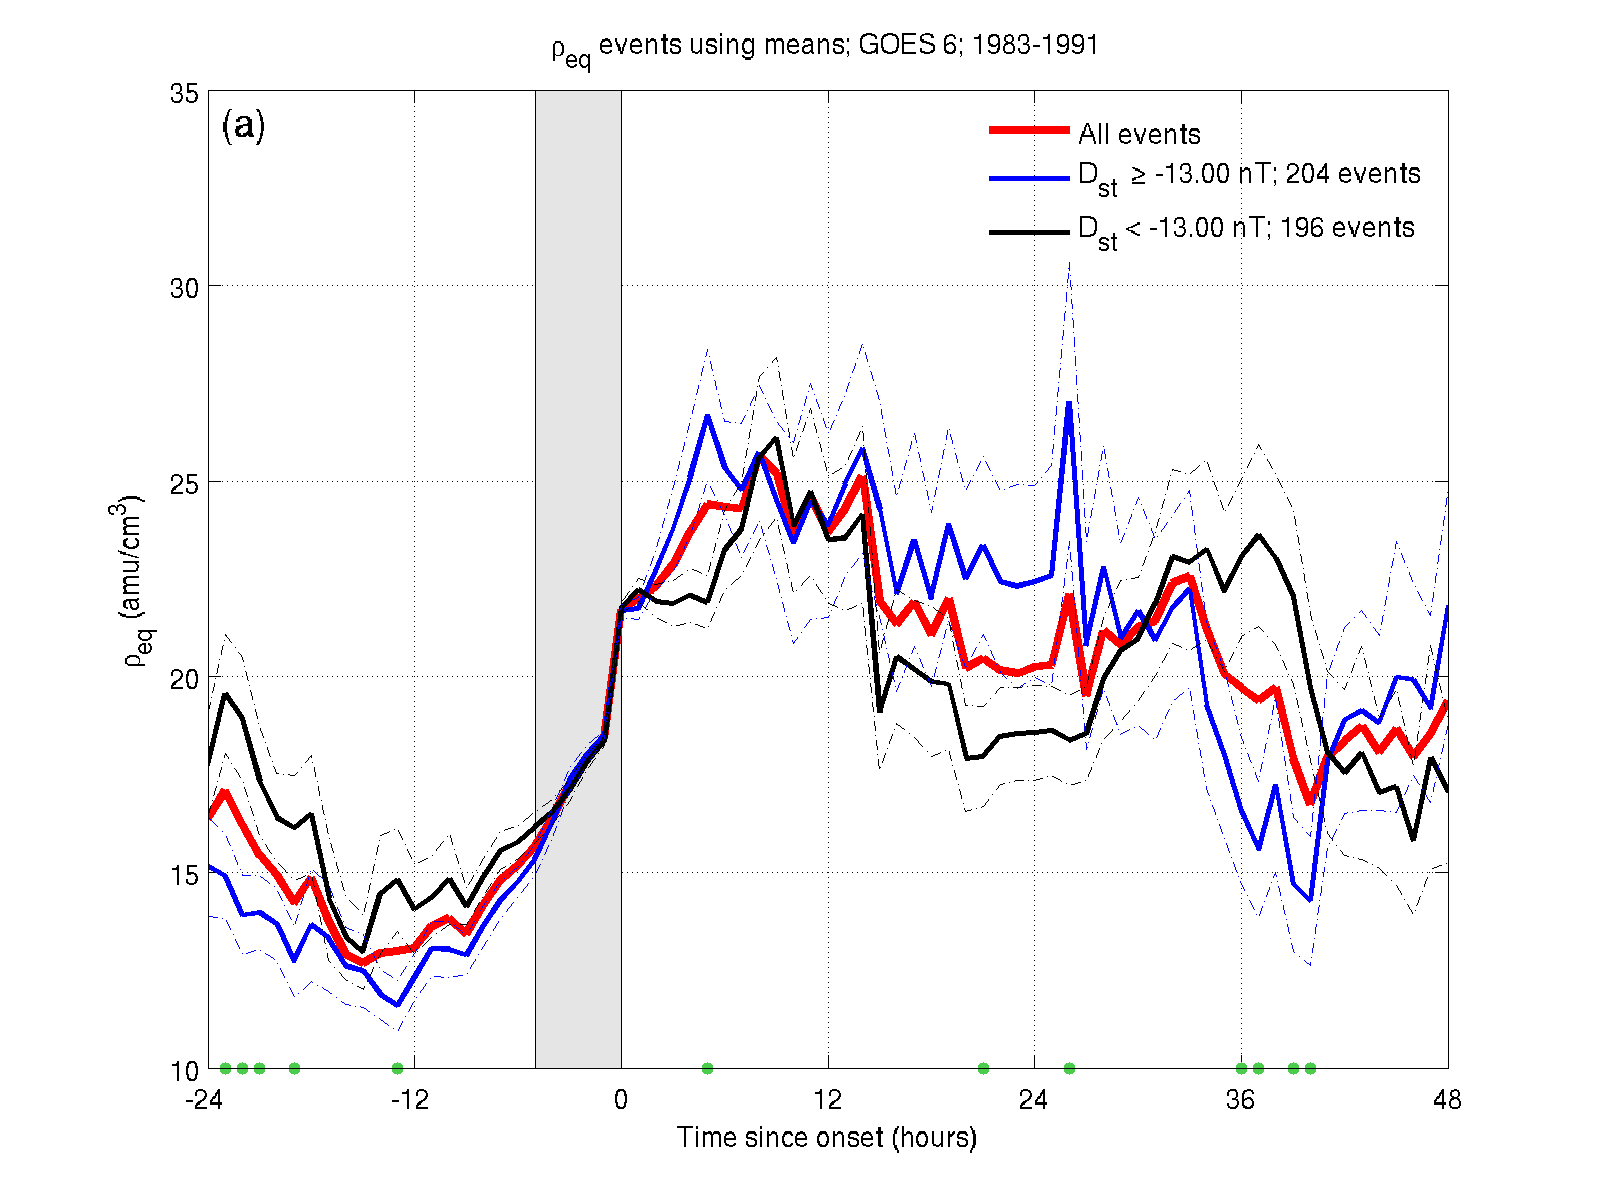 ρeq events using means; GOES 6; 1983-1991
(a)
All events
Dst ≥ -13.00 nT; 204 events
Dst < -13.00 nT; 196 events
ρeq (amu/cm3)
35
30
25
20
15
10
-24 -12 0 12 24 36 48
Time since onset (hours)